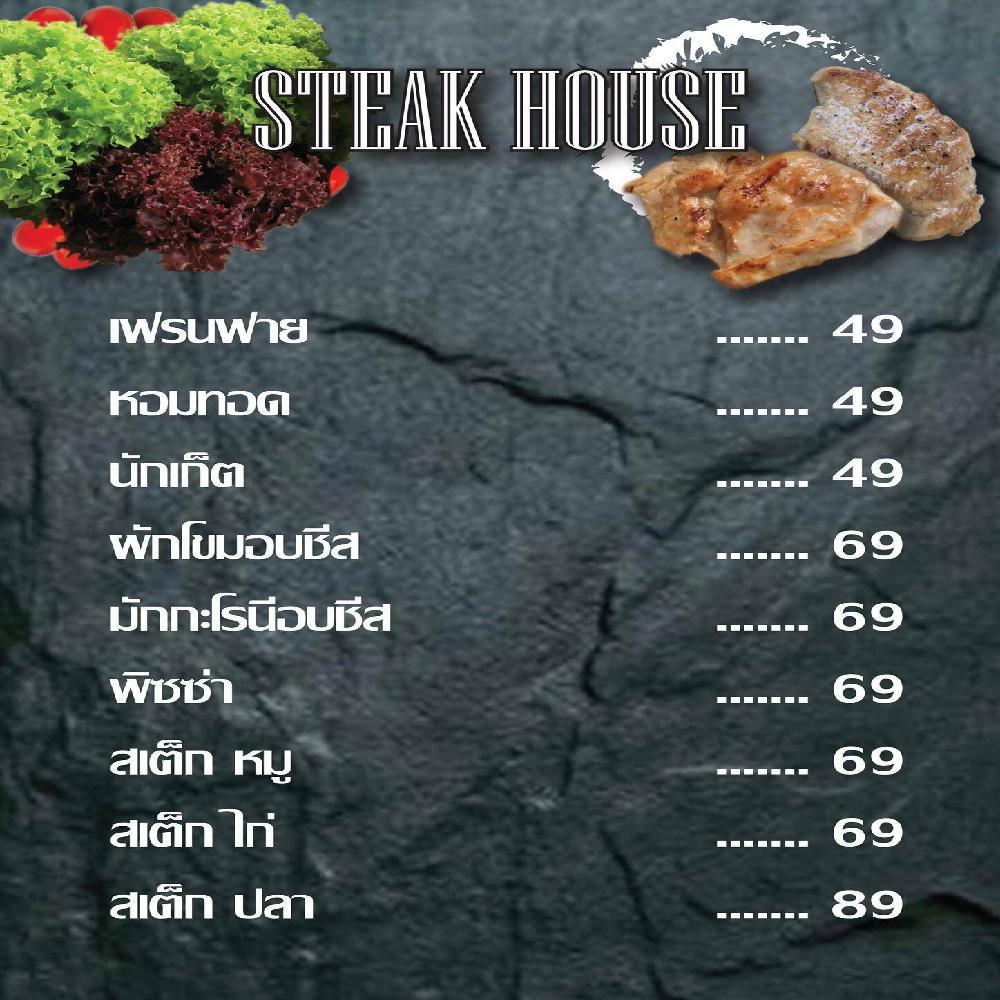 STEAK HOUSE
เฟรนฟาย ....... 49
หอมทอด ....... 49
นักเก็ต ....... 49
ผักโขมอบชีส ....... 69
มักกะโรนีอบชีส ....... 69
พิซซ่า ....... 69
สเต็ก หมู ....... 69
สเต็ก ไก่ ....... 69
สเต็ก ปลา ....... 89